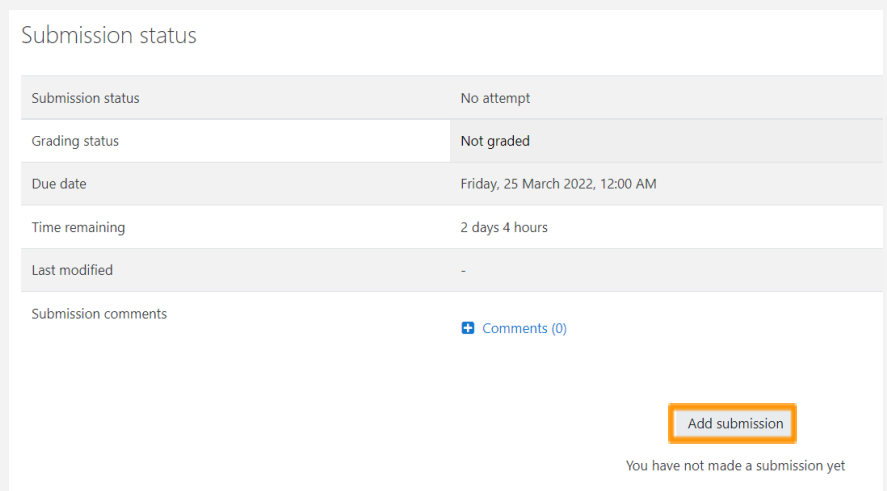 Submission status
Submission status No attempt
Grading status Not graded
Due date Friday, 25 March 2022, 12:00 AM
Time remaining 2 days 4 hours
Last modified -
Submission comments
Comments (0)
Add submission
You have not made a submission yet